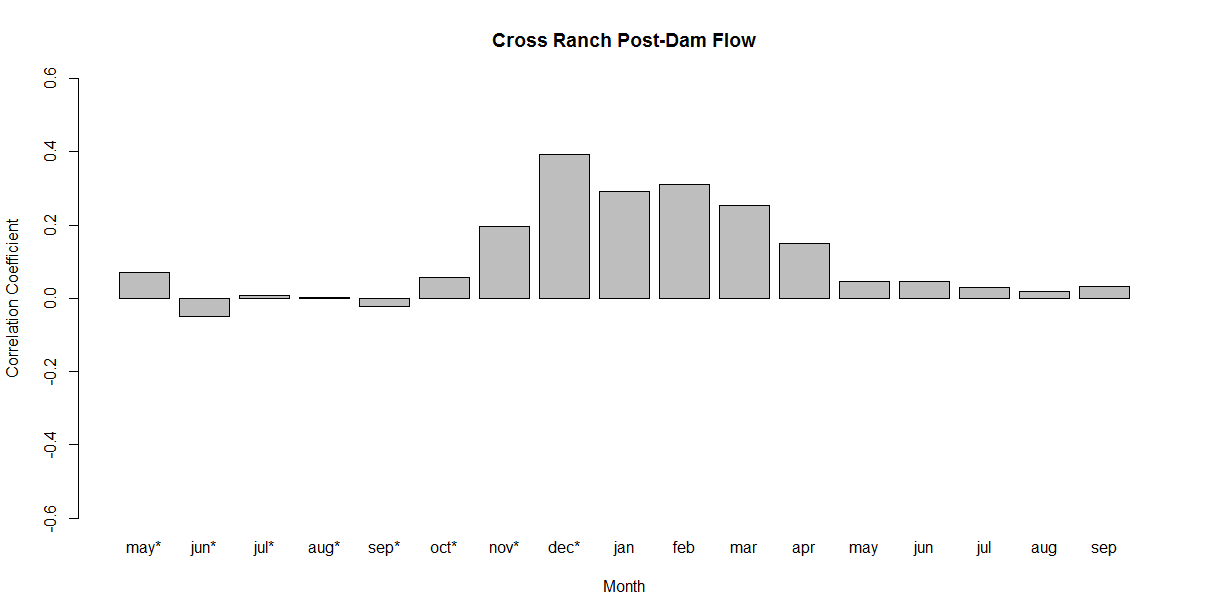 Cross Ranch Post-Dam Flow
Correlation Coefficient
0.6
0.4
0.2
0.0
-0.2
-0.4
-0.6
may* jun* jul* aug* sep* oct* nov* dec* jan feb mar apr may jun jul aug sep
Month